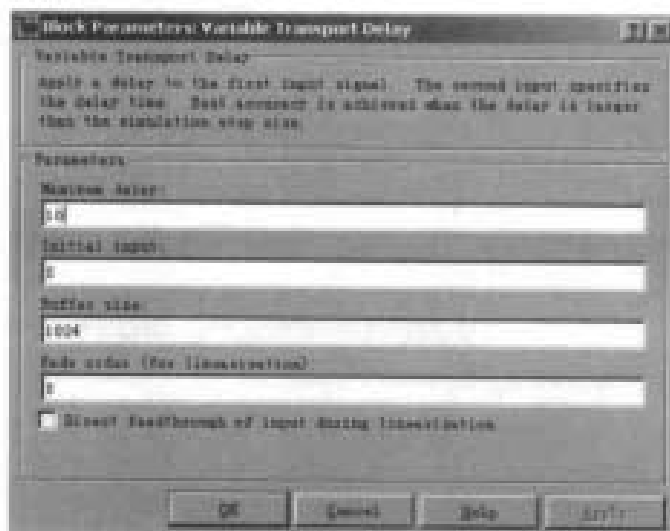 Block Parameters: Variable Transport Delay
Variable Transport Delay
Apply a delay to the first input signal. The second input specifies
the delay time. Best accuracy is achieved when the delay is larger
than the simulation step size.
Parameters
Maximum delay:
10
Initial input:
0
Buffer size:
1024
Pade order (for linearization)
0
Direct feedthrough of input during linearization
OK
Cancel
Help
Apply